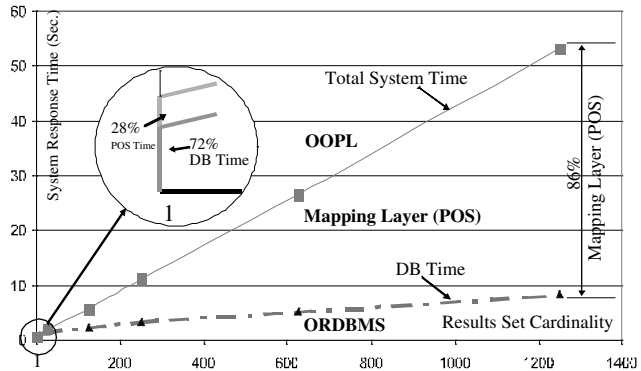 60
50
40
30
20
10
0
System Response Time (Sec.)
Total System Time
28%
POS Time
72%
DB Time
1
OOPL
Mapping Layer (POS)
DB Time
ORDBMS
Results Set Cardinality
86%
Mapping Layer (POS)
1
200
400
600
800
1000
200
1400